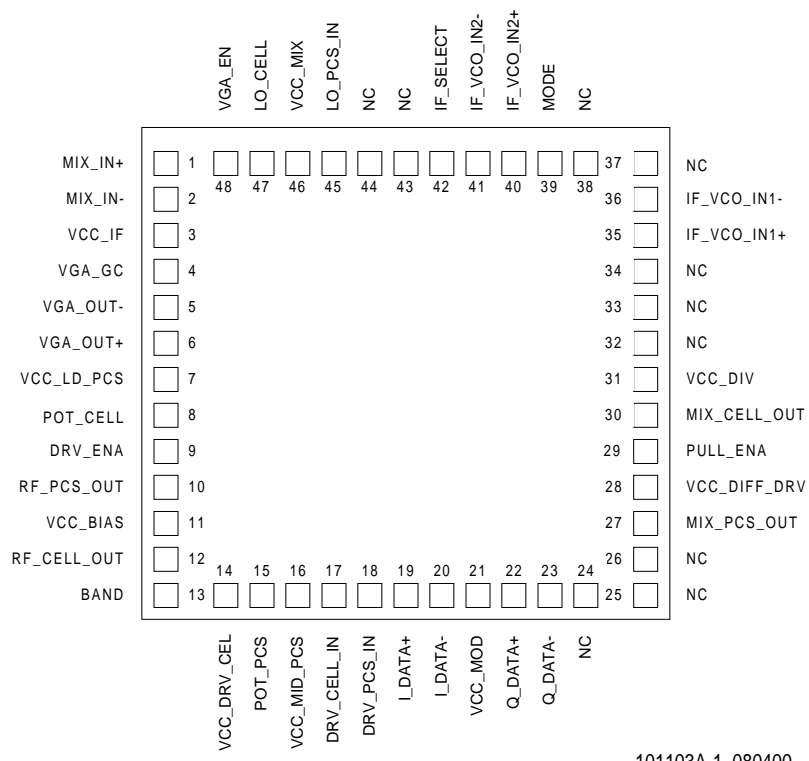 VGA_EN
LO_CELL
VCC_MIX
LO_PCS_IN
NC
NC
IF_SELECT
IF_VCO_IN2-
IF_VCO_IN2+
MODE
NC
MIX_IN+ 1 48 47 46 45 44 43 42 41 40 39 38 37 NC
MIX_IN- 2 36 IF_VCO_IN1-
VCC_IF 3 35 IF_VCO_IN1+
VGA_GC 4 34 NC
VGA_OUT- 5 33 NC
VGA_OUT+ 6 32 NC
VCC_LD_PCS 7 31 VCC_DIV
POT_CELL 8 30 MIX_CELL_OUT
DRV_ENA 9 29 PULL_ENA
RF_PCS_OUT 10 28 VCC_DIFF_DRV
VCC_BIAS 11 27 MIX_PCS_OUT
RF_CELL_OUT 12 26 NC
BAND 13 14 15 16 17 18 19 20 21 22 23 24 25 NC
VCC_DRV_CEL
POT_PCS
VCC_MID_PCS
DRV_CELL_IN
DRV_PCS_IN
I_DATA+
I_DATA-
VCC_MOD
Q_DATA+
Q_DATA-
NC
101103A-1_080400